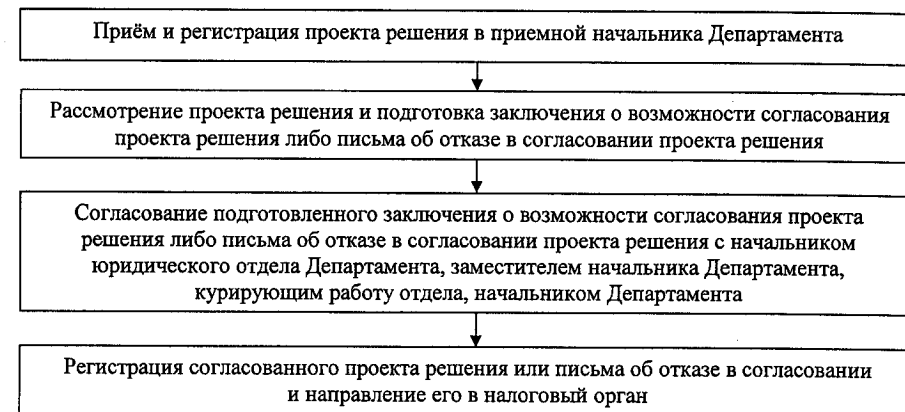 Приём и регистрация проекта решения в приемной начальника Департамента
Рассмотрение проекта решения и подготовка заключения о возможности согласования
проекта решения либо письма об отказе в согласовании проекта решения
Согласование подготовленного заключения о возможности согласования проекта
решения либо письма об отказе в согласовании проекта решения с начальником
юридического отдела Департамента, заместителем начальника Департамента,
курирующим работу отдела, начальником Департамента
Регистрация согласованного проекта решения или письма об отказе в согласовании
и направление его в налоговый орган